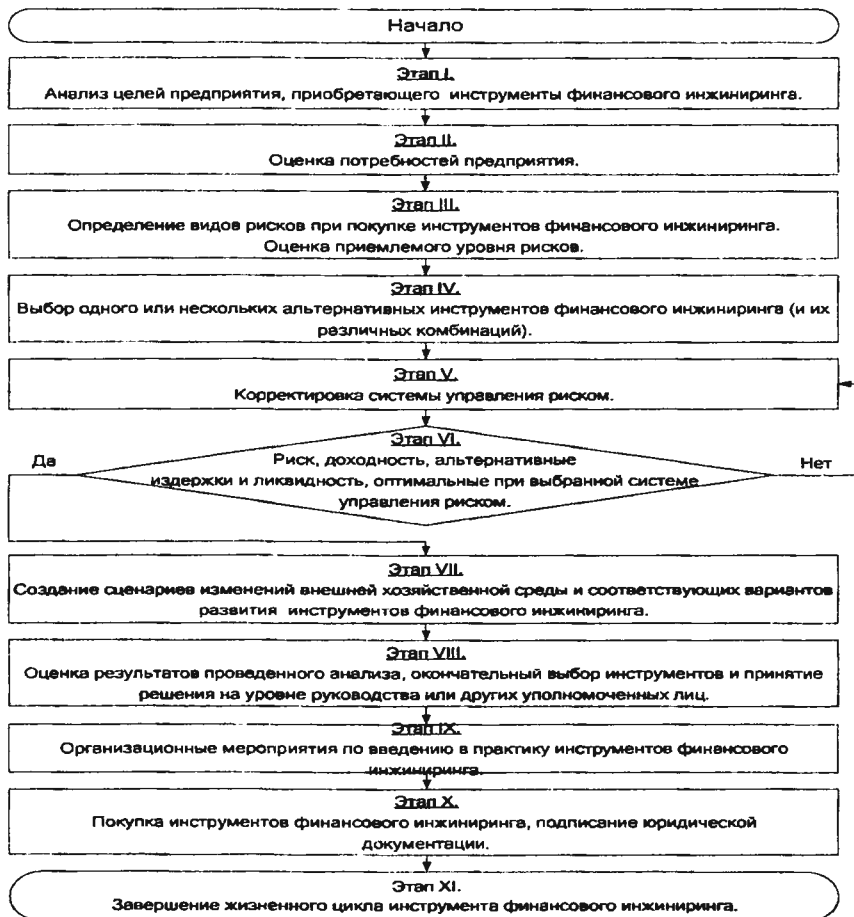 Начало
Этап I.
Анализ целей предприятия, приобретающего инструменты финансового инжиниринга.
Этап II.
Оценка потребностей предприятия.
Этап III.
Определение видов рисков при покупке инструментов финансового инжиниринга.
Оценка приемлемого уровня рисков.
Этап IV.
Выбор одного или нескольких альтернативных инструментов финансового инжиниринга (и их
различных комбинаций).
Этап V.
Корректировка системы управления риском.
Этап VI.
Да
Риск, доходность, альтернативные
Нет
издержки и ликвидность, оптимальные при выбранной системе
управления риском.
Этап VII.
Создание сценариев изменений внешней хозяйственной среды и соответствующих вариантов
развития инструментов финансового инжиниринга.
Этап VIII.
Оценка результатов проведенного анализа, окончательный выбор инструментов и принятие
решения на уровне руководства или других уполномоченных лиц.
Этап IX.
Организационные мероприятия по введению в практику инструментов финансового
инжиниринга.
Этап X.
Покупка инструментов финансового инжиниринга, подписание юридической
документации.
Этап XI.
Завершение жизненного цикла инструмента финансового инжиниринга.